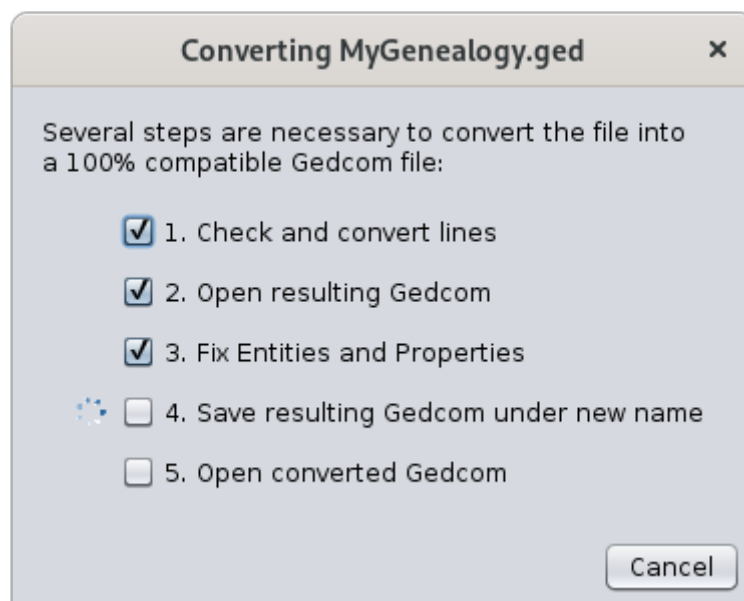 Converting MyGenealogy.ged
Several steps are necessary to convert the file into
a 100% compatible Gedcom file:
1. Check and convert lines
2. Open resulting Gedcom
3. Fix Entities and Properties
4. Save resulting Gedcom under new name
5. Open converted Gedcom
Cancel